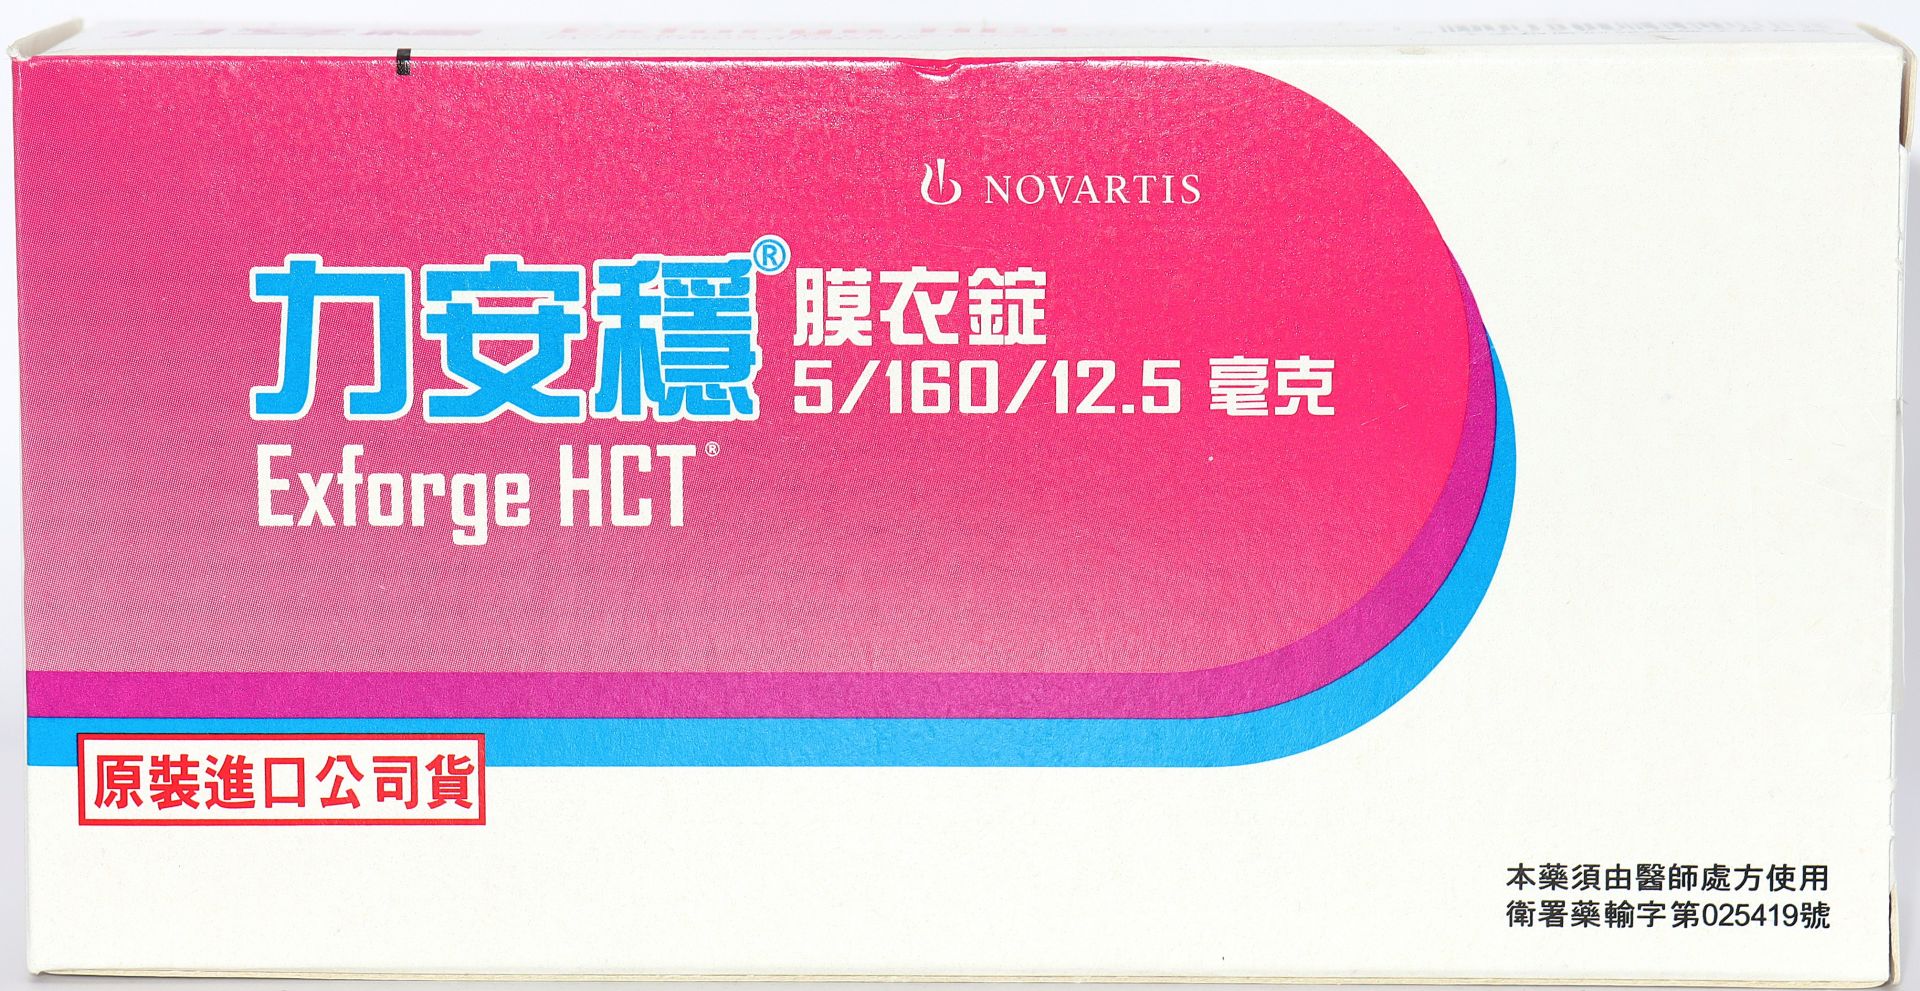 NOVARTIS
力安穩® 膜衣錠
5/160/12.5 毫克
Exforge HCT®
原裝進口公司貨
本藥須由醫師處方使用
衛署藥輸字第025419號